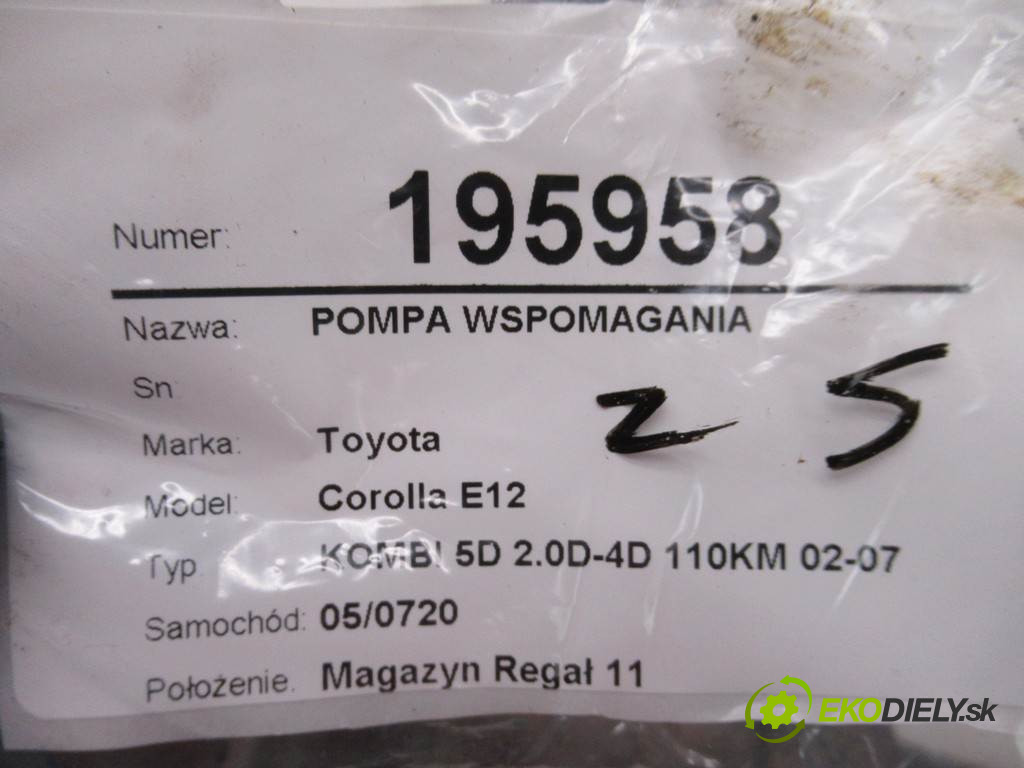 Numer: 195958
Nazwa: POMPA WSPOMAGANIA
Sn
Marka: Toyota
2 5
Model: Corolla E12
Typ KOMBI 5D 2.0D-4D 110KM 02-07
Samochód: 05/0720
Położenie. Magazyn Regał 11
EKODIELY.sk